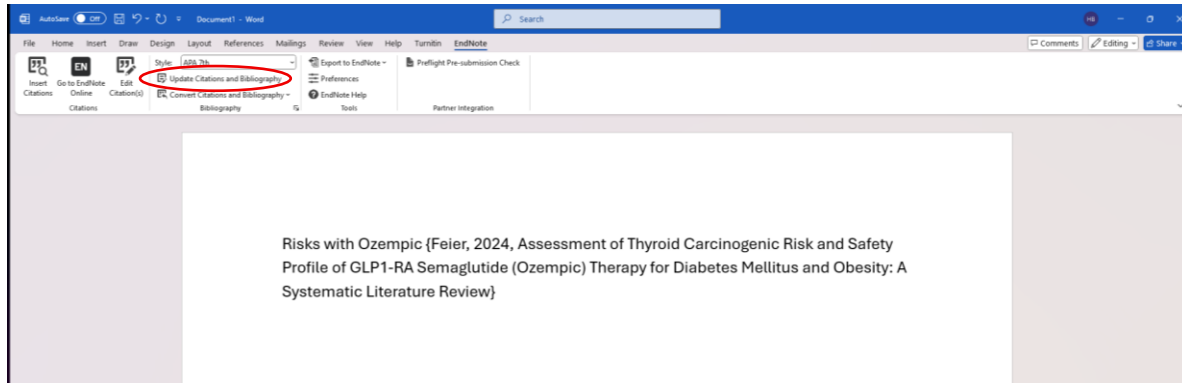 AutoSave Off Document1 - Word Search HB
File Home Insert Draw Design Layout References Mailings Review View Help Turnitin EndNote Comments Editing Share
Insert Citations
EN Go to EndNote Online
Edit Citation(s)
Citations
Style: APA 7th
Update Citations and Bibliography
Convert Citations and Bibliography
Bibliography
Export to EndNote
Preferences
EndNote Help
Tools
Preflight Pre-submission Check
Partner Integration
Risks with Ozempic {Feier, 2024, Assessment of Thyroid Carcinogenic Risk and Safety
Profile of GLP1-RA Semaglutide (Ozempic) Therapy for Diabetes Mellitus and Obesity: A
Systematic Literature Review}